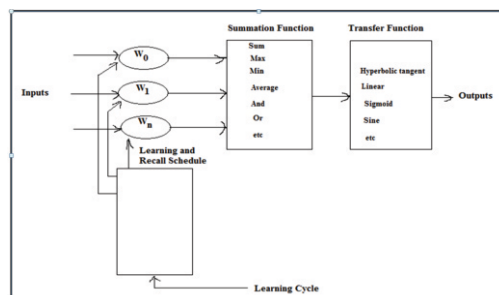 Summation Function
Transfer Function
Inputs
W0
W1
Wn
Sum
Max
Min
Average
And
Or
etc
Hyperbolic tangent
Linear
Sigmoid
Sine
etc
Outputs
Learning and
Recall Schedule
Learning Cycle